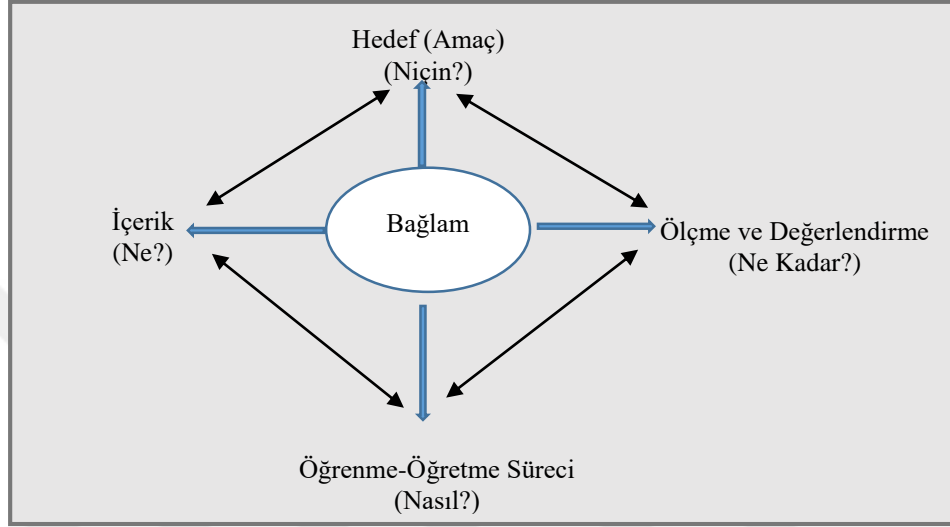 Hedef (Amaç)
(Niçin?)
İçerik
(Ne?)
Bağlam
Ölçme ve Değerlendirme
(Ne Kadar?)
Öğrenme-Öğretme Süreci
(Nasıl?)